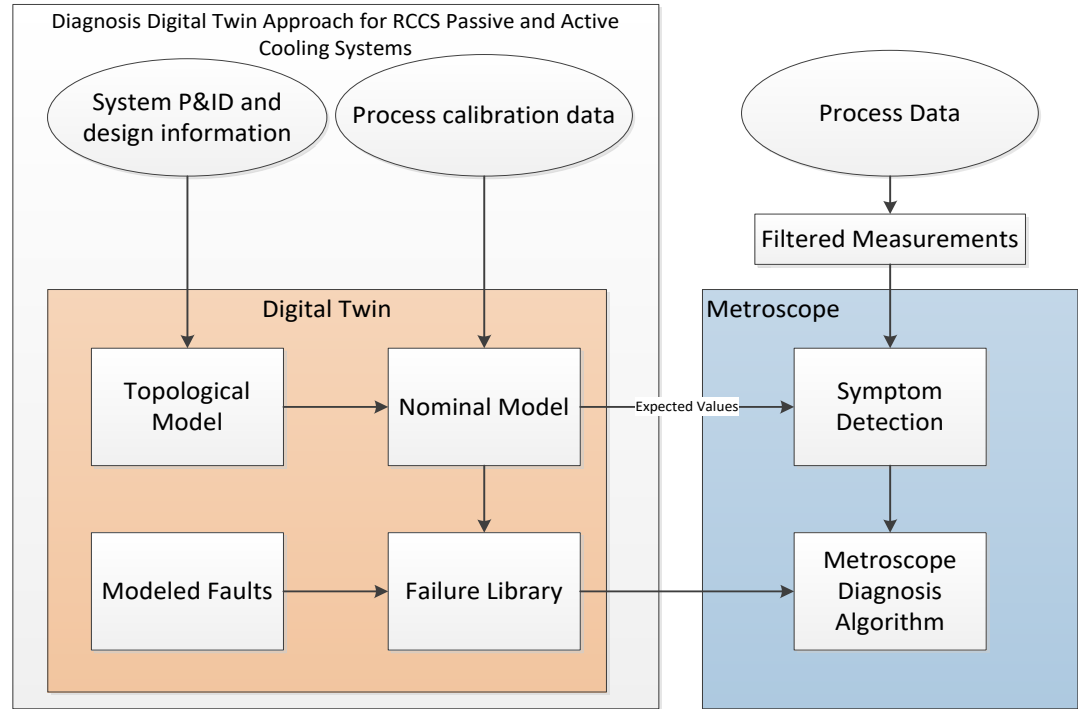 Diagnosis Digital Twin Approach for RCCS Passive and Active
Cooling Systems
System P&ID and
design information
Process calibration data
Process Data
Filtered Measurements
Digital Twin
Metroscope
Topological
Model
Nominal Model
Expected Values
Symptom
Detection
Modeled Faults
Failure Library
Metroscope
Diagnosis
Algorithm